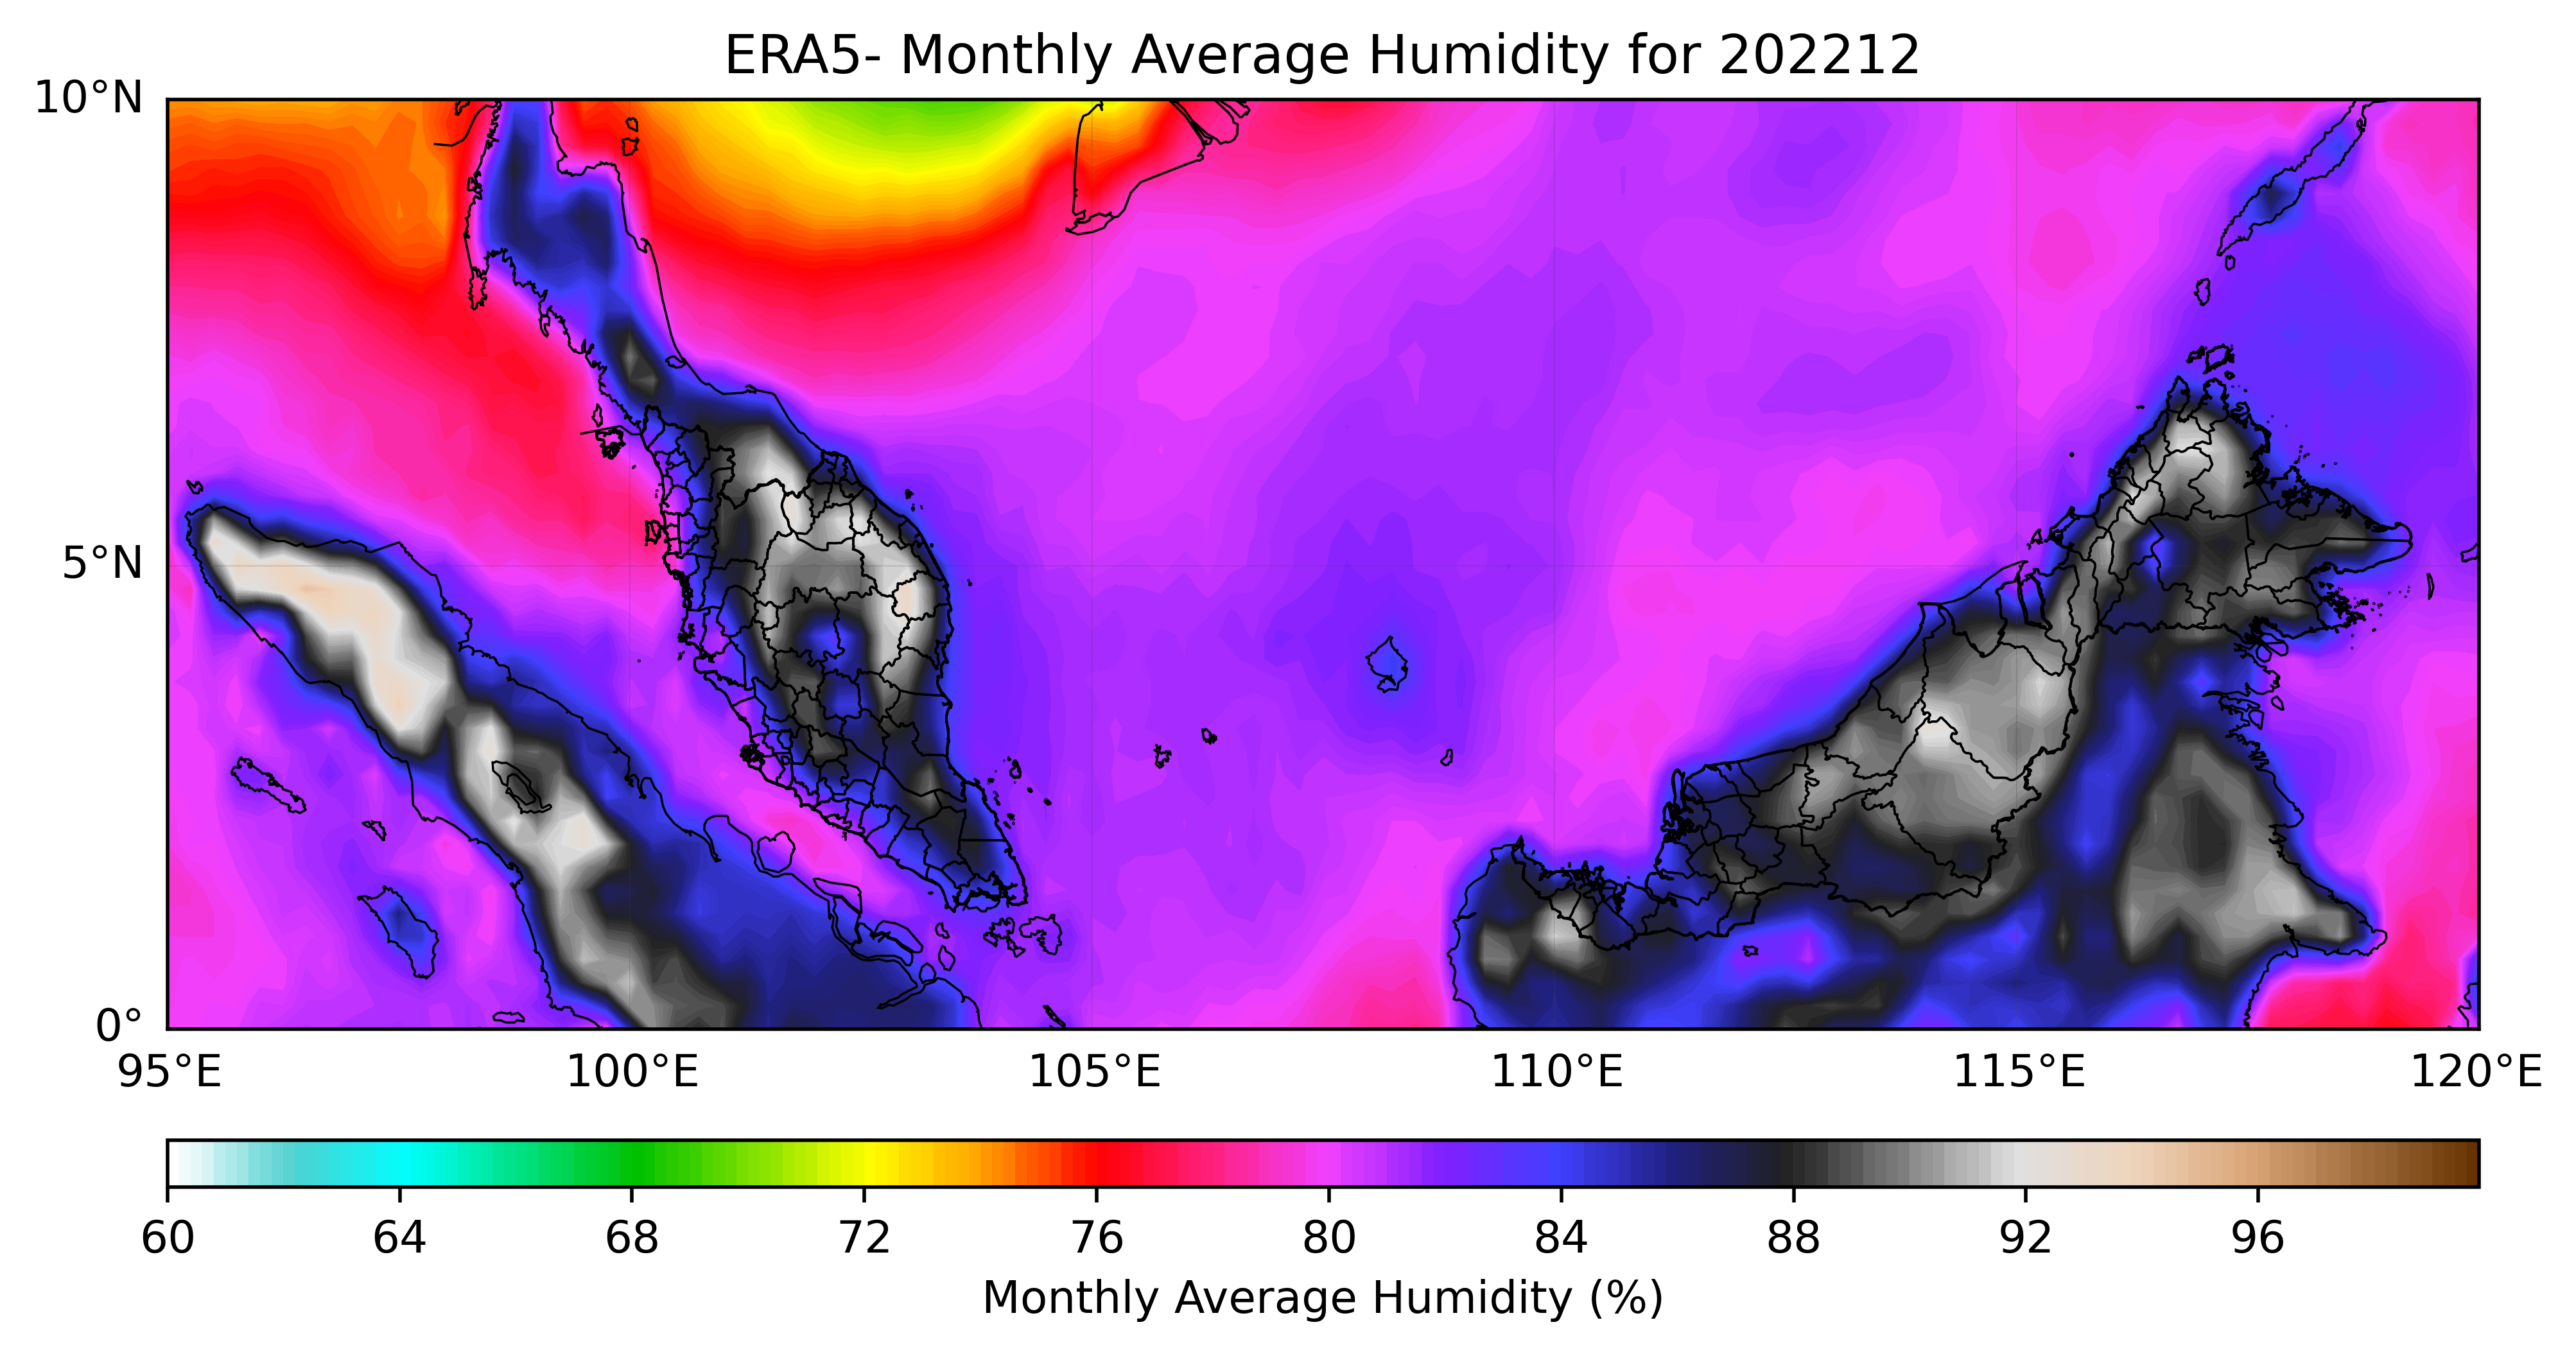 ERA5- Monthly Average Humidity for 202212
10°N
5°N
0°
95°E 100°E 105°E 110°E 115°E 120°E
60 64 68 72 76 80 84 88 92 96
Monthly Average Humidity (%)